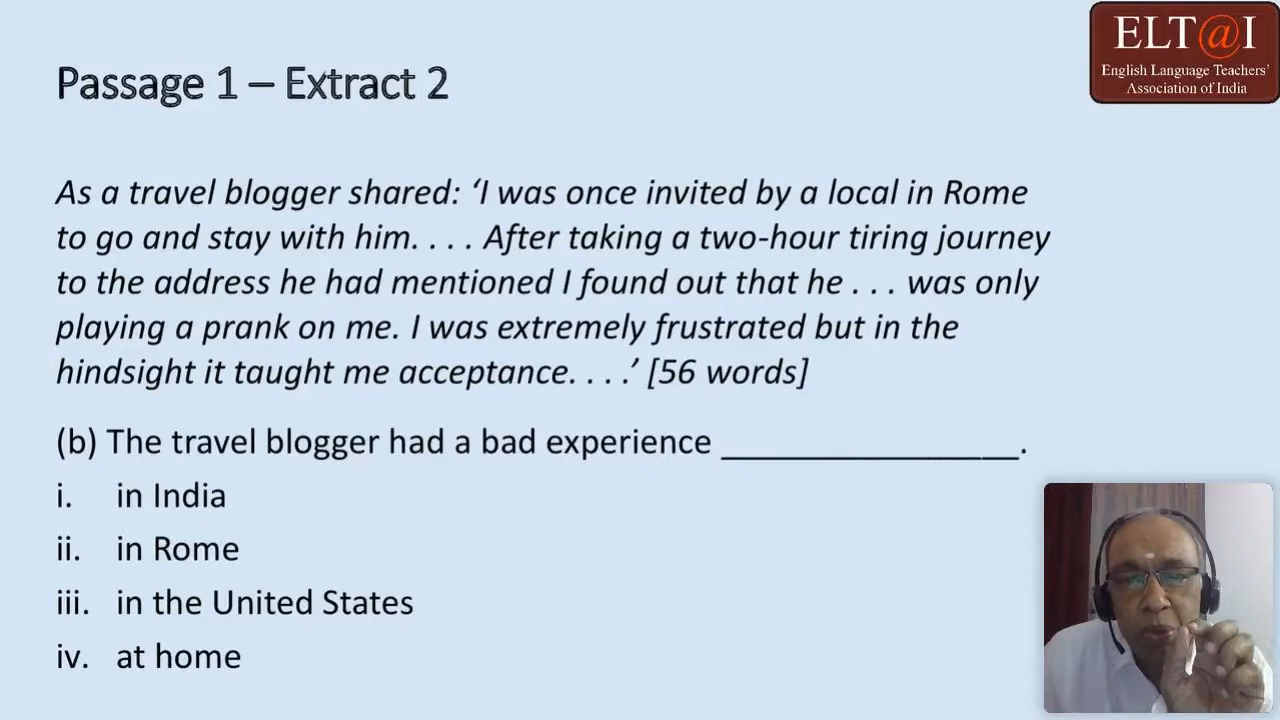 ELT@I
English Language Teachers'
Association of India
Passage 1 – Extract 2
As a travel blogger shared: ‘I was once invited by a local in Rome
to go and stay with him. . . . After taking a two-hour tiring journey
to the address he had mentioned I found out that he . . . was only
playing a prank on me. I was extremely frustrated but in the
hindsight it taught me acceptance. . . .’ [56 words]
(b) The travel blogger had a bad experience _________________.
i. in India
ii. in Rome
iii. in the United States
iv. at home